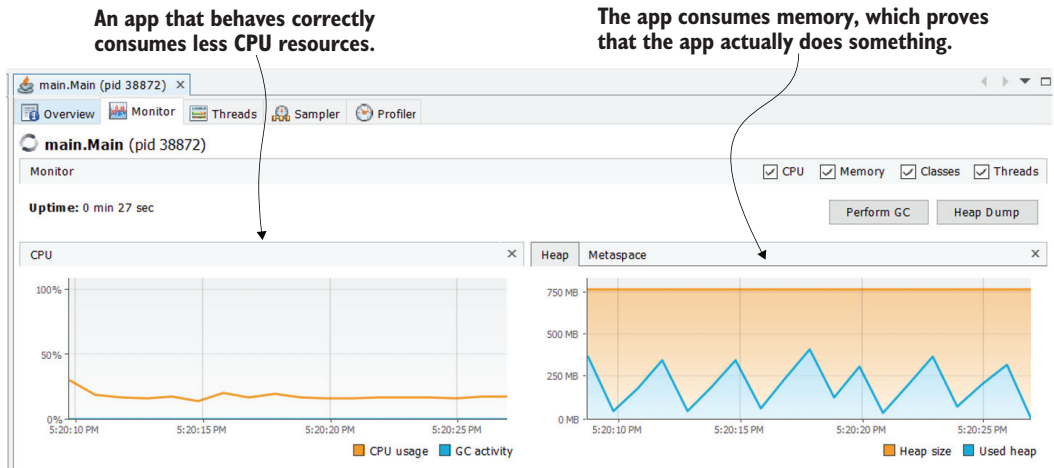 An app that behaves correctly
consumes less CPU resources.
The app consumes memory, which proves
that the app actually does something.
main.Main (pid 38872)
Overview Monitor Threads Sampler Profiler
main.Main (pid 38872)
Monitor CPU Memory Classes Threads
Uptime: 0 min 27 sec Perform GC Heap Dump
CPU
100%
50%
0%
5:20:10 PM 5:20:15 PM 5:20:20 PM 5:20:25 PM
CPU usage GC activity
Heap Metaspace
750 MB
500 MB
250 MB
0 MB
5:20:10 PM 5:20:15 PM 5:20:20 PM 5:20:25 PM
Heap size Used heap